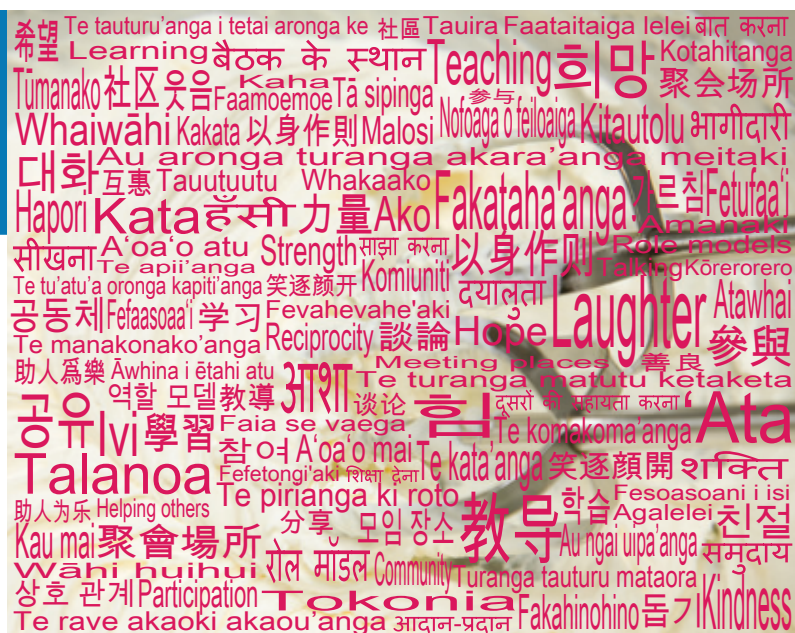 希望 Te tauturu'anga i tetai aronga ke 社區 Tauira Faataitaiga lelei बात करना
Learning बैठक के स्थान Teaching 희망 Kotahitanga
Tūmanako 社区 웃음 Kaha Faamoemoe Tā sipinga 参与 聚会场所
Whaiwāhi Kakata 以身作則 Malosi Nofoaga o feiloaiga Kitautolu भागीदारी
대화 Au aronga turanga akara'anga meitaki
互惠 Tauutuutu Whakaako Fakataha'anga 가르침 Fetufaa'i
Hapori Kata हँसी 力量 Ako Amanaki
सीखना A'oa'o atu Strength साझा करना 以身作则 Role models
Te apii'anga Talking Kōrerorero
Te tu'atu'a oronga kapiti'anga 笑逐颜开 Komiuniti दयालुता Laughter Atawhai
공동체 Fefaasoaa'i 学习 Fevahevahe'aki
Te manakonako'anga Reciprocity 談論 Hope 參與
助人爲樂 Āwhina i ētahi atu Meeting places 善良
역할 모델 教導 आशा Te turanga matutu ketaketa
공유 Ivi 學習 Faia se vaega 谈论 힘 दूसरों की सहायता करना 'Ata
참여 A'oa'o mai Te komakoma'anga
Talanoa Fefetongi'aki शिक्षा देना Te kata'anga 笑逐顔開 शक्ति
助人为乐 Helping others Te pirianga ki roto 学습 Fesoasoani i isi
分享 모임 장소 教导 Agalelei 친절
Kau mai 聚會場所 Au ngai uipa'anga समुदाय
Wāhi huihui रोल मॉडल Community Turanga tauturu mataora
상호 관계 Participation Tokonia Fakahinohino 돕기 Kindness
Te rave akaoki akaou'anga आदान-प्रदान